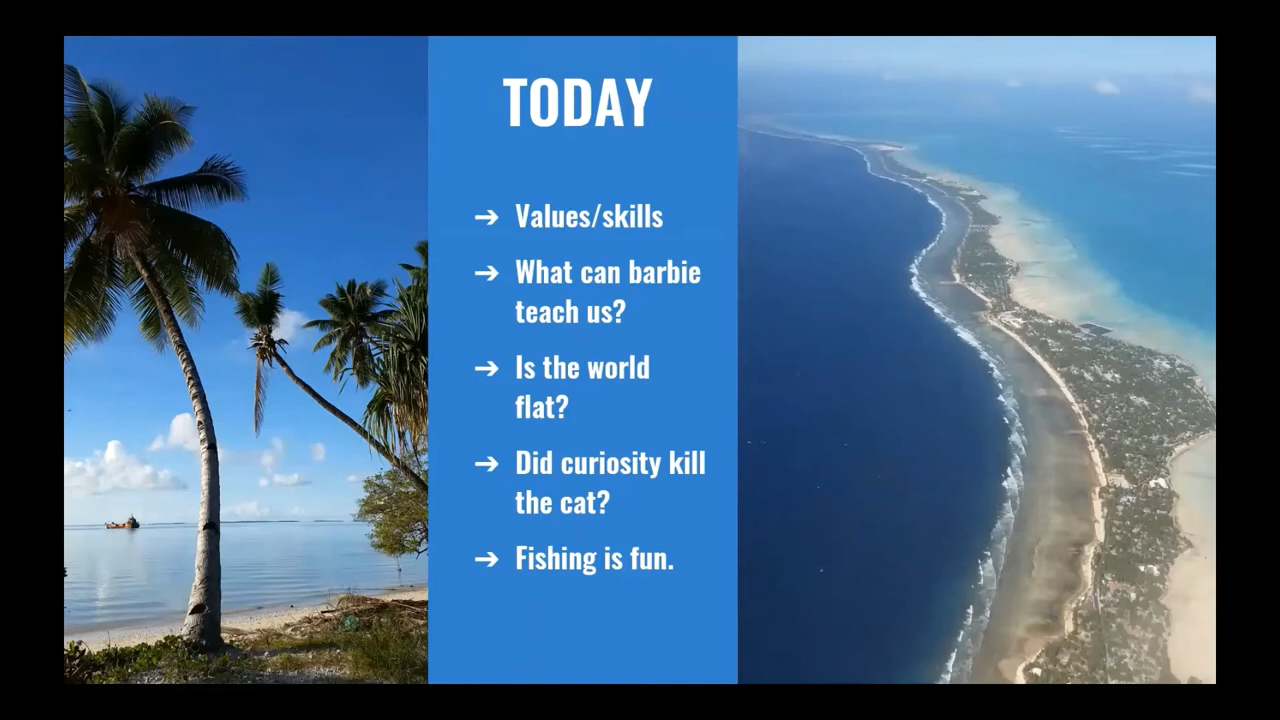 TODAY
➔ Values/skills
➔ What can barbie
teach us?
➔ Is the world
flat?
➔ Did curiosity kill
the cat?
➔ Fishing is fun.